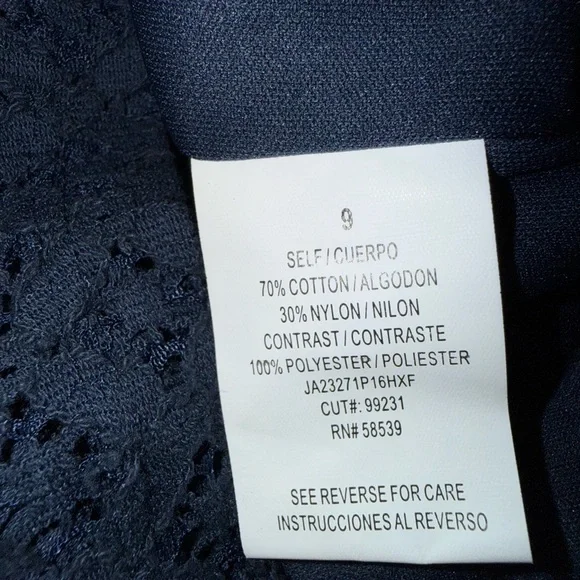 9
SELF / CUERPO
70% COTTON / ALGODON
30% NYLON / NILON
CONTRAST / CONTRASTE
100% POLYESTER / POLIESTER
JA23271P16HXF
CUT#: 99231
RN# 58539
SEE REVERSE FOR CARE
INSTRUCCIONES AL REVERSO